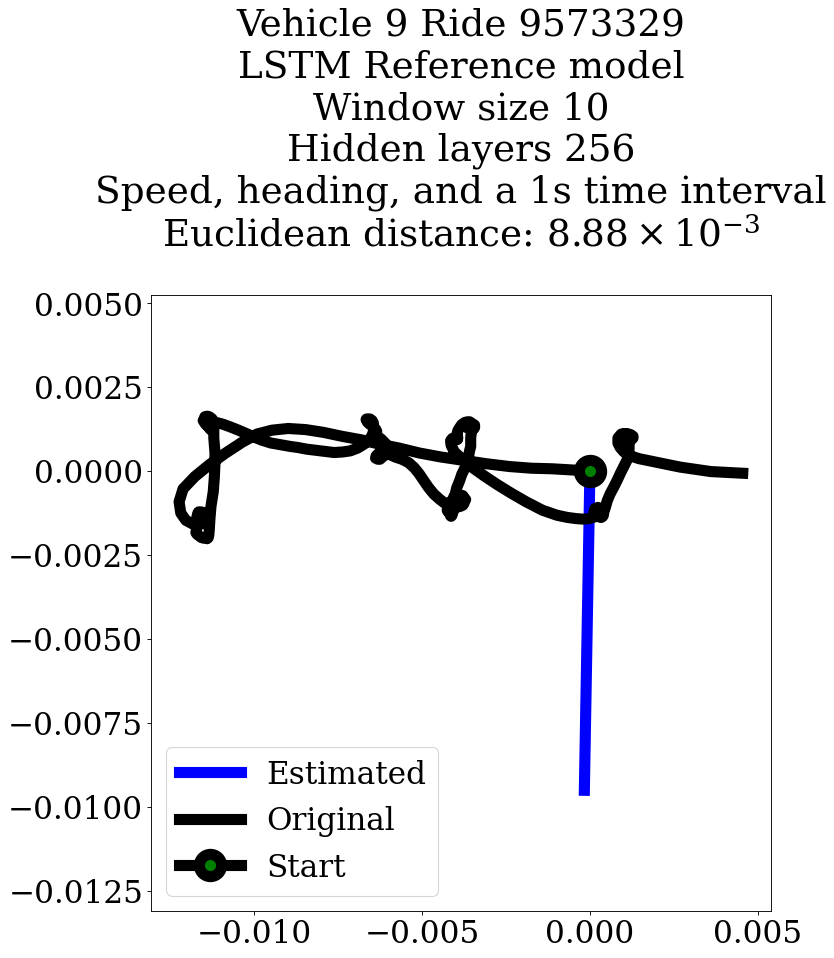 Vehicle 9 Ride 9573329
LSTM Reference model
Window size 10
Hidden layers 256
Speed, heading, and a 1s time interval
Euclidean distance: 8.88 × 10⁻³
0.0050
0.0025
0.0000
−0.0025
−0.0050
−0.0075
−0.0100
−0.0125
Estimated
Original
Start
−0.010 −0.005 0.000 0.005